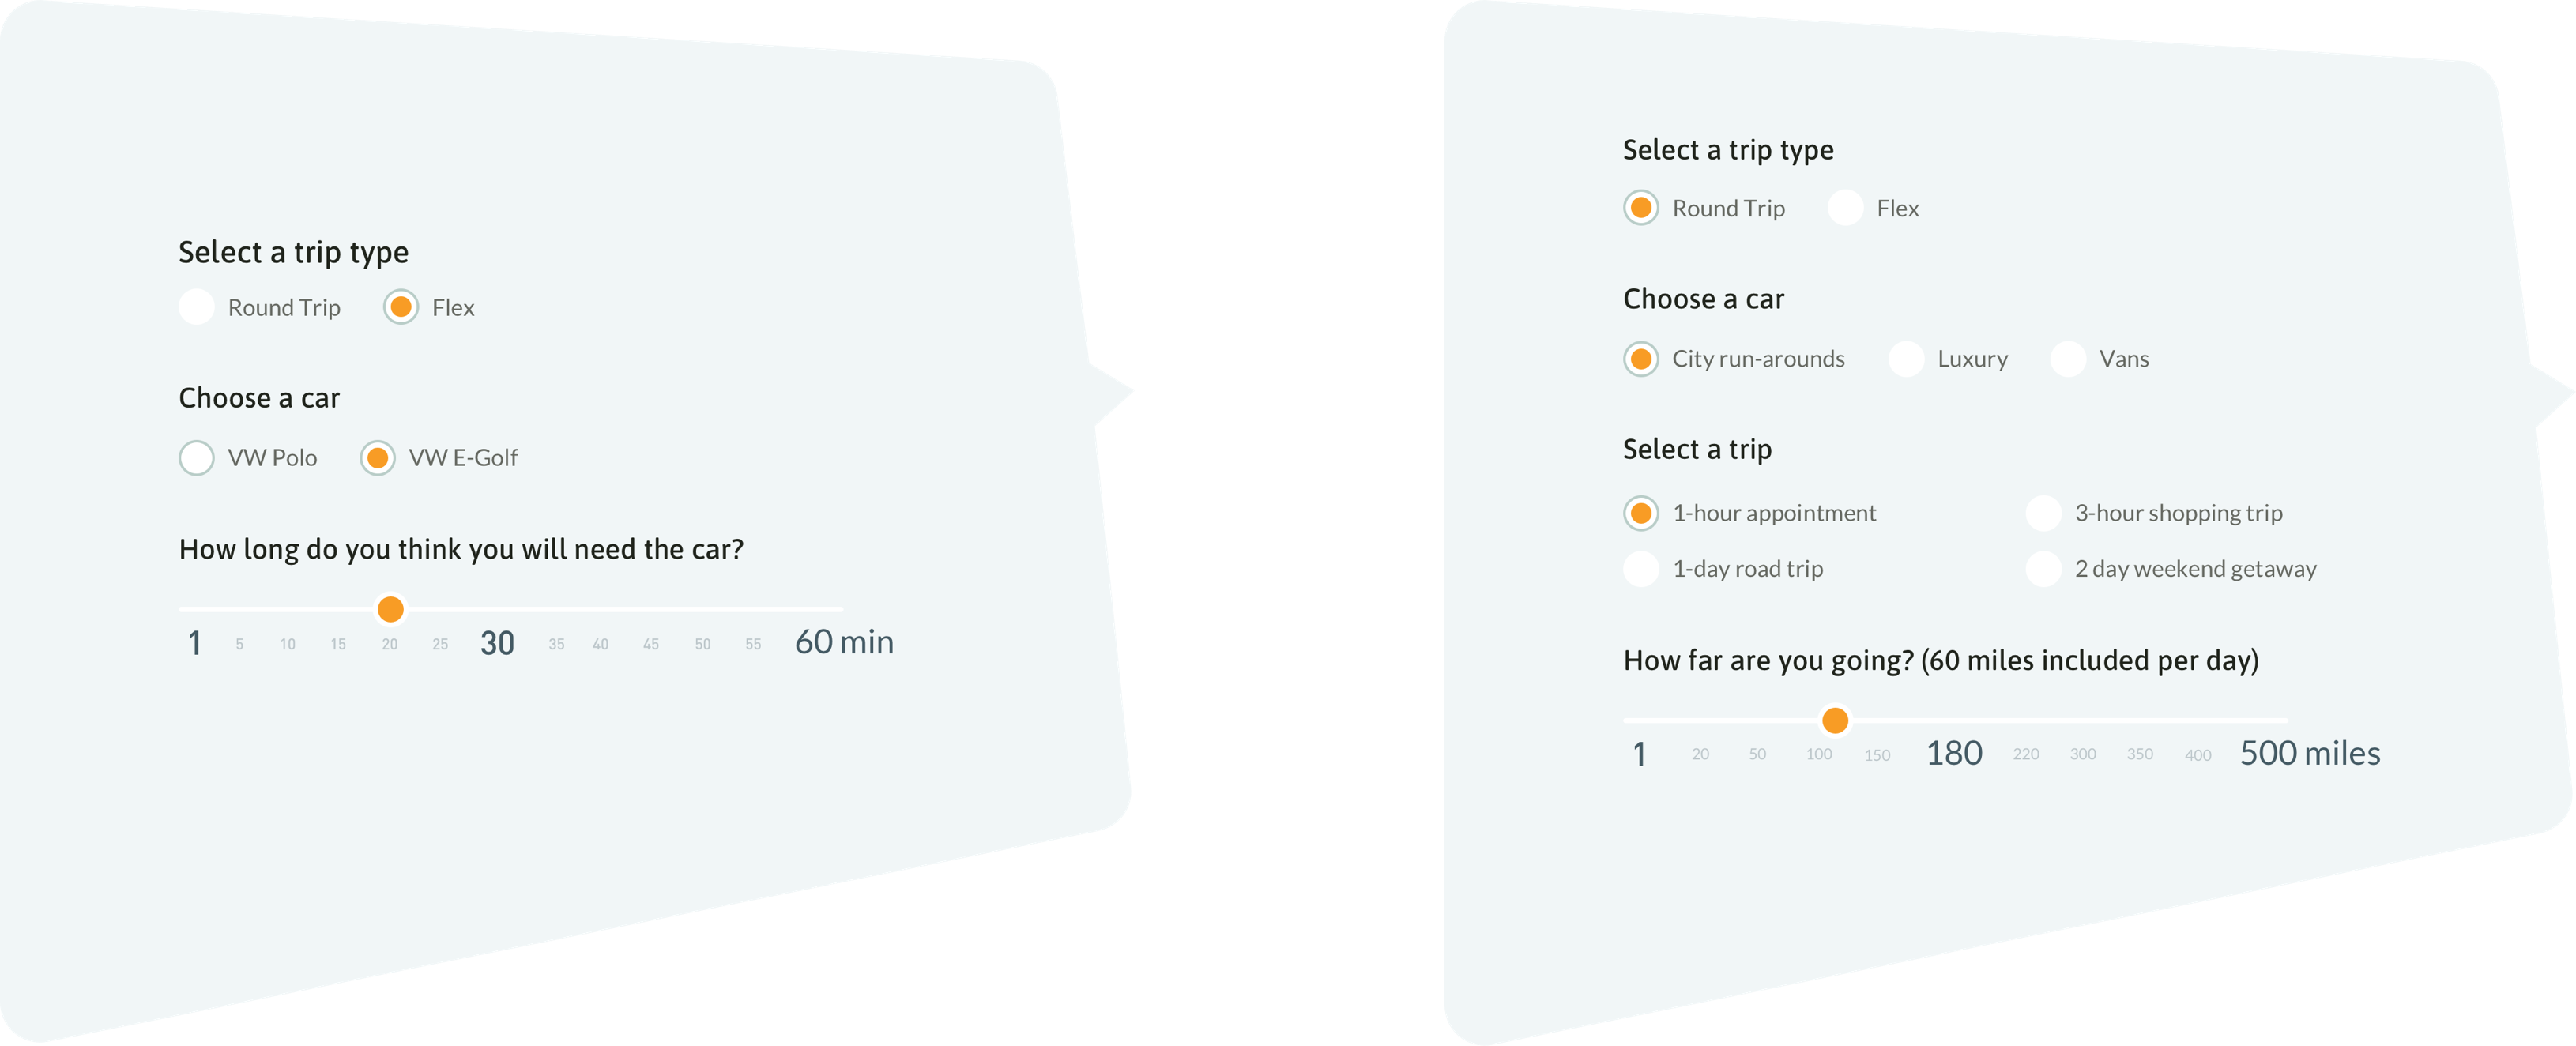 Select a trip type
Round Trip Flex
Choose a car
VW Polo VW E-Golf
How long do you think you will need the car?
1 5 10 15 20 25 30 35 40 45 50 55 60 min
Select a trip type
Round Trip Flex
Choose a car
City run-arounds Luxury Vans
Select a trip
1-hour appointment 3-hour shopping trip
1-day road trip 2 day weekend getaway
How far are you going? (60 miles included per day)
1 20 50 100 150 180 220 300 350 400 500 miles